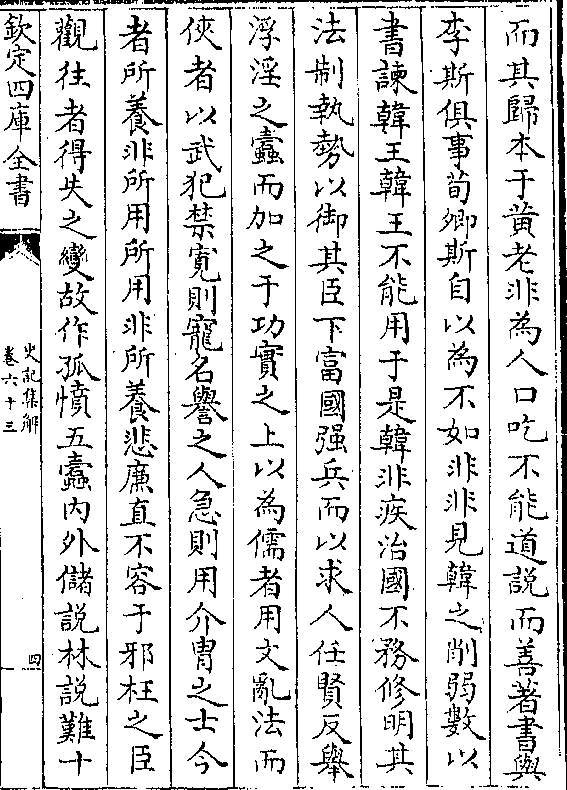 而其歸本于黄老非為人口吃不能道說而善著書與
李斯俱事荀卿斯自以為不如非非見韓之削弱數以
書諫韓王韓王不能用于是韓非疾治國不務修明其
法制執勢以御其臣下富國强兵而以求人任賢反舉
浮淫之蠧而加之于功實之上以為儒者用文亂法而
俠者以武犯禁寛則寵名譽之人急則用介胄之士今
者所養非所用所用非所養悲廉直不容于邪枉之臣
觀往者得失之變故作孤憤五蠧内外儲說林說難十
欽定四庫全書
史記集解
卷六十三
四